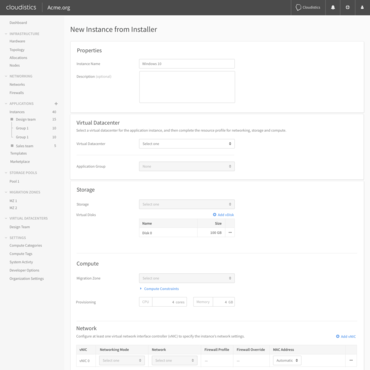 cloudistics
Acme.org
Cloudistics
Dashboard
INFRASTRUCTURE
Hardware
Topology
Allocations
Nodes
NETWORKING
Networks
Firewalls
APPLICATIONS
Instances
Design team
Group 1
Group 2
Sales team
Templates
Marketplace
STORAGE POOLS
Pool 1
MIGRATION ZONES
MZ 1
MZ 2
VIRTUAL DATACENTERS
Design Team
SETTINGS
Compute Categories
Compute Tags
System Activity
Developer Options
Organization Settings
New Instance from Installer
Properties
Instance Name
Windows 10
Description (optional)
Virtual Datacenter
Select a virtual datacenter for this application instance, and then complete the resource profile for networking, storage and compute.
Virtual Datacenter
Select one
Application Group
None
Storage
Storage
Select one
Virtual Disks
Add VDISK
Name
Size
Disk 0
100 GB
Compute
Migration Zone
Select one
Compute Constraints
Provisioning
CPU
4 cores
Memory
8 GB
Network
Configure at least one virtual network interface controller (vNIC) to specify the instance's network settings.
Add vNIC
vNIC
Networking Mode
Network
Firewall Profile
Firewall Override
MAC Address
vNIC 0
Select one
Select one
—
—
Automatic